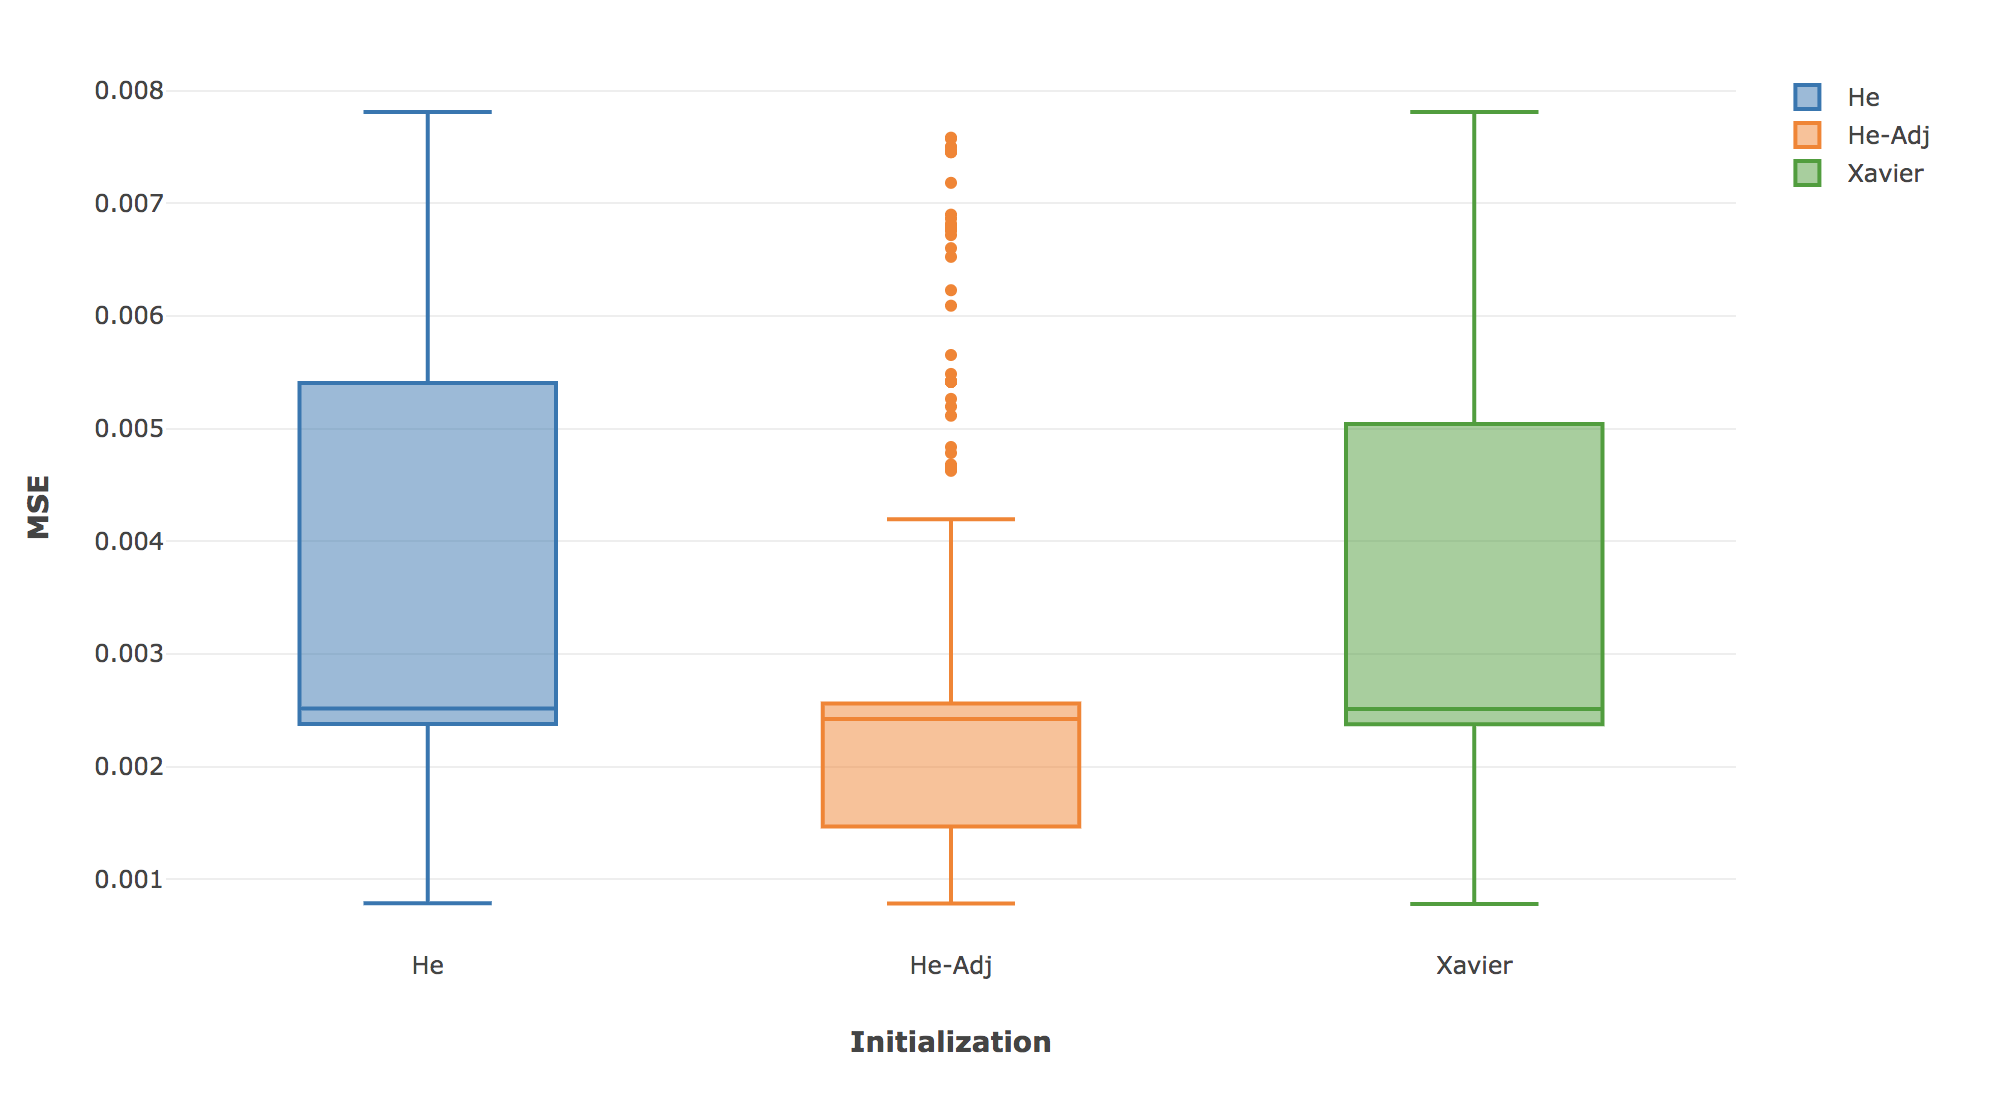 0.008
0.007
0.006
0.005
0.004
0.003
0.002
0.001
MSE
He
He-Adj
Xavier
Initialization
He
He-Adj
Xavier